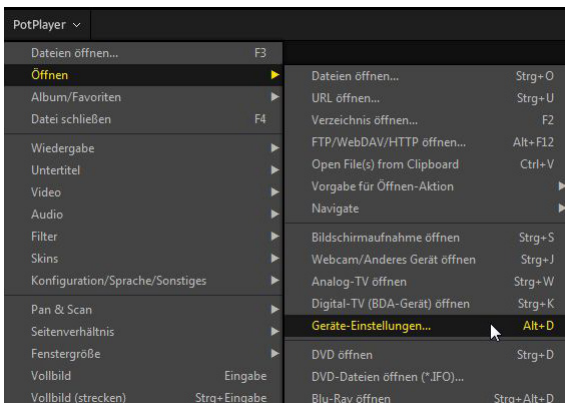 PotPlayer
Dateien öffnen... F3
Öffnen
Album/Favoriten
Datei schließen F4
Wiedergabe
Untertitel
Video
Audio
Filter
Skins
Konfiguration/Sprache/Sonstiges
Pan & Scan
Seitenverhältnis
Fenstergröße
Vollbild Eingabe
Vollbild (strecken) Strg+Eingabe
Dateien öffnen... Strg+O
URL öffnen... Strg+U
Verzeichnis öffnen... F2
FTP/WebDAV/HTTP öffnen... Alt+F12
Open File(s) from Clipboard Ctrl+V
Vorgabe für Öffnen-Aktion
Navigate
Bildschirmaufnahme öffnen Strg+S
Webcam/Anderes Gerät öffnen Strg+J
Analog-TV öffnen Strg+W
Digital-TV (BDA-Gerät) öffnen Strg+K
Geräte-Einstellungen... Alt+D
DVD öffnen Strg+D
DVD-Dateien öffnen (*.IFO)...
Blu-Ray öffnen Strg+Alt+D